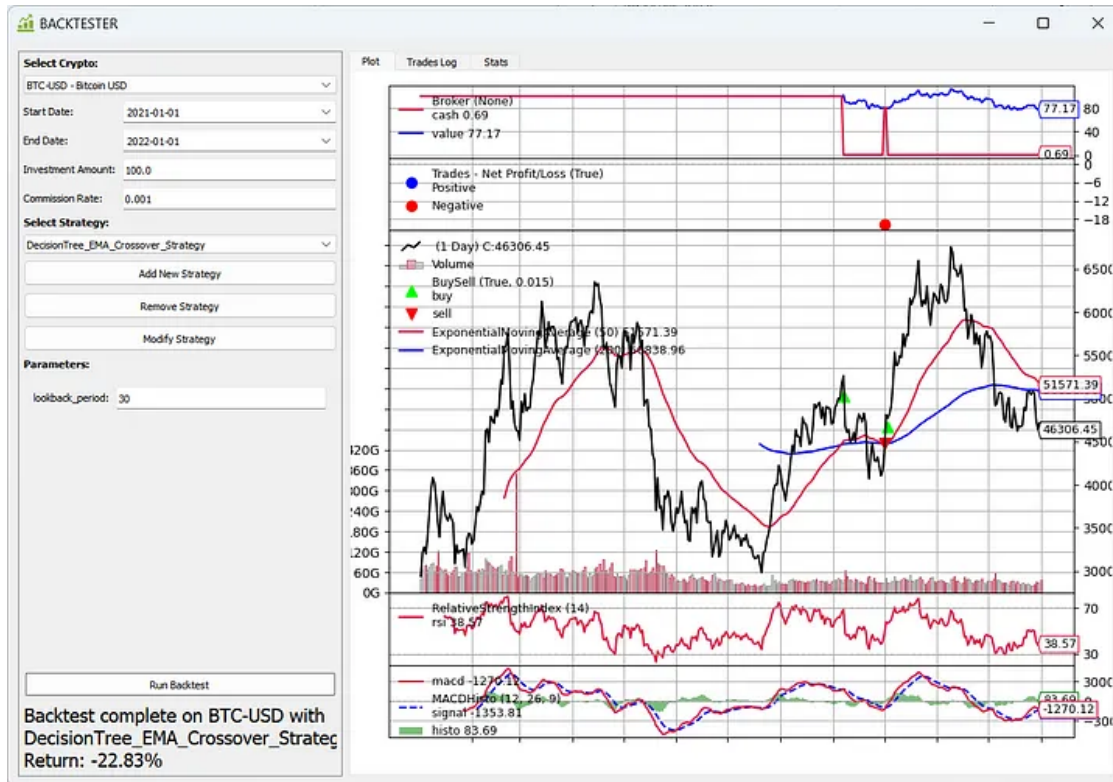 BACKTESTER
Select Crypto:
BTC-USD - Bitcoin USD
Start Date:
2021-01-01
End Date:
2022-01-01
Investment Amount:
100.0
Commission Rate:
0.001
Select Strategy:
DecisionTree_EMA_Crossover_Strategy
Add New Strategy
Remove Strategy
Modify Strategy
Parameters:
lookback_period:
30
Run Backtest
Backtest complete on BTC-USD with
DecisionTree_EMA_Crossover_Strateg
Return: -22.83%
Plot
Trades Log
Stats
Broker (None)
cash 0.69
value 77.17
77.17
80
40
0.69
0
Trades - Net Profit/Loss (True)
Positive
Negative
0
−6
−12
−18
(1 Day) C:46306.45
Volume
BuySell (True, 0.015)
buy
sell
ExponentialMovingAverage (50) 51571.39
6500
6000
5500
51571.39
46306.45
4500
4000
3500
3000
420G
360G
300G
240G
180G
120G
60G
0G
RelativeStrengthIndex (14)
rsi 38.57
70
38.57
30
macd -1270.12
MACDHisto (12, 26, 9)
signal -1353.81
histo 83.69
3000
83.69
-1270.12